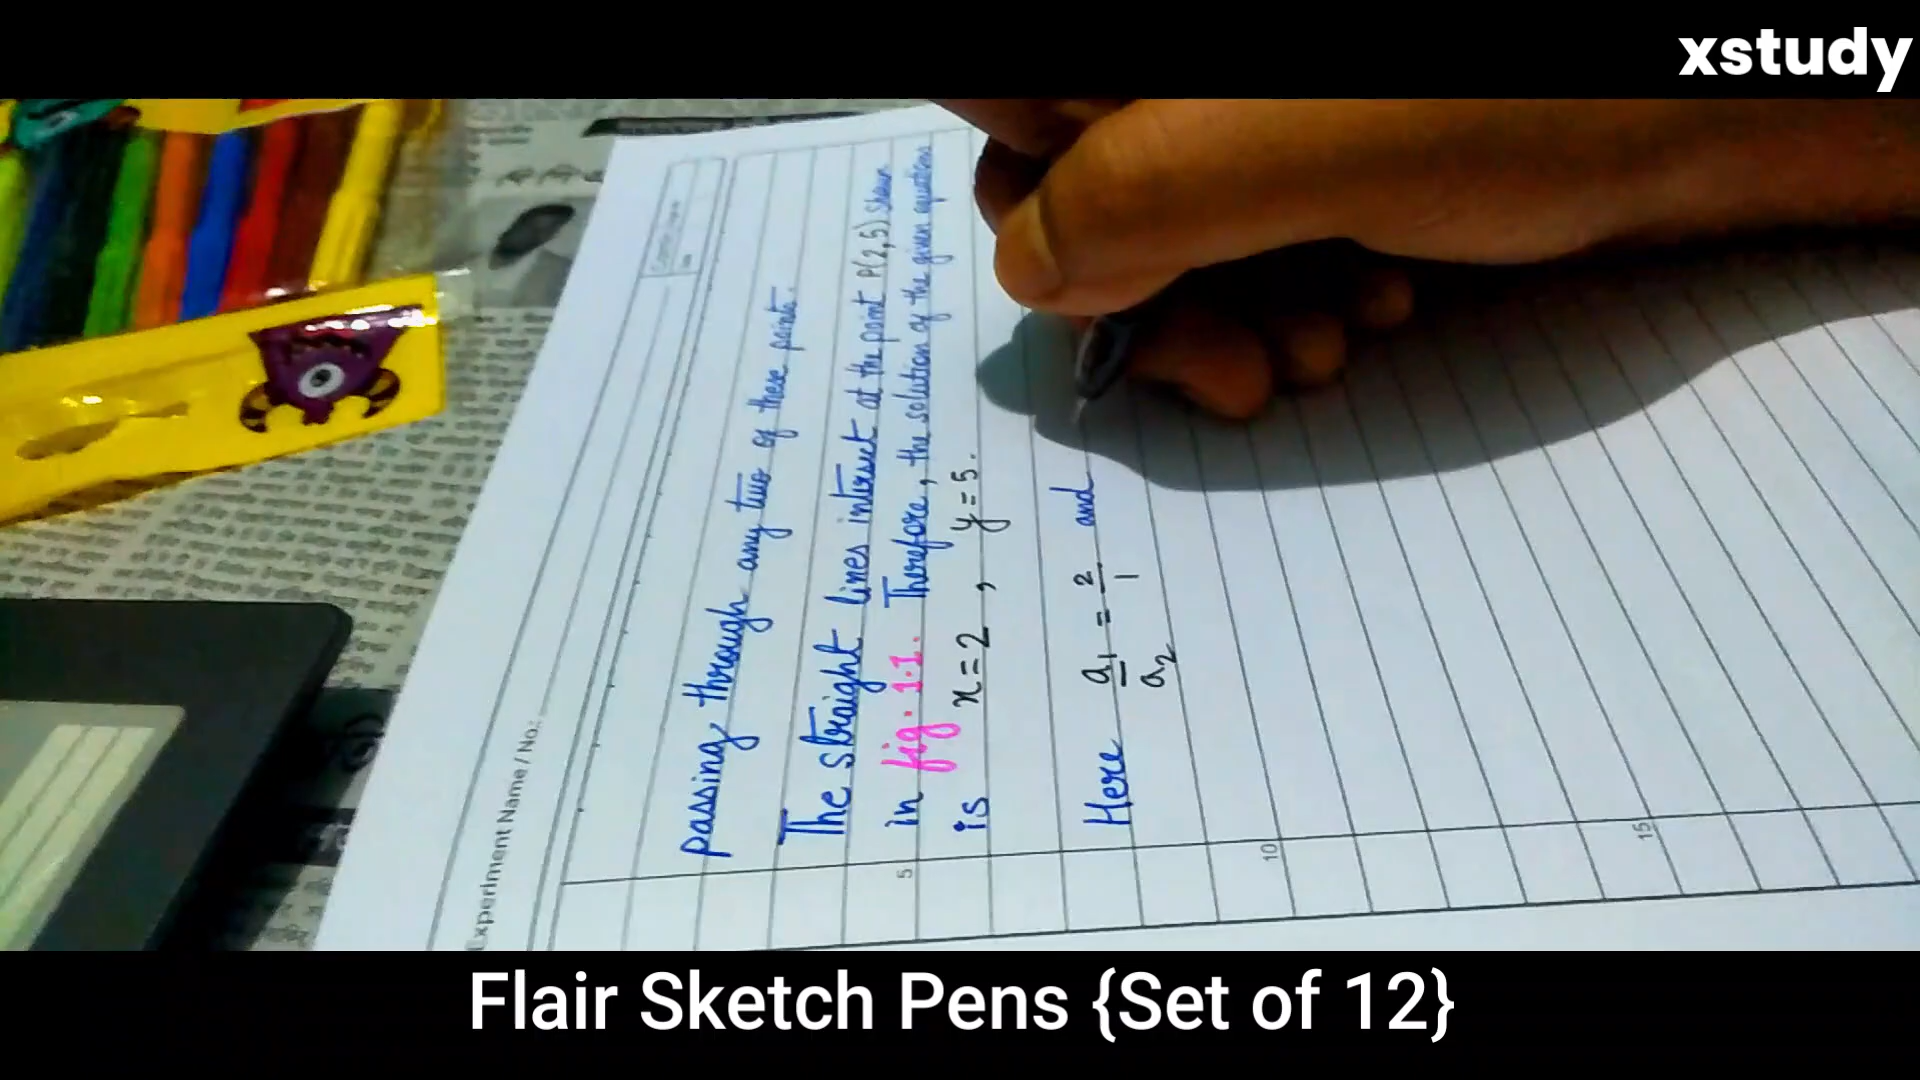 xstudy
Experiment Name / No.:
passing through any two of these points.
The straight lines intersect at the point P(2,5) shown
5
in fig. 1.1. Therefore, the solution of the given equations
is x=2, y=5.
Here a1/a2 = 2/1 and
10
15
Flair Sketch Pens {Set of 12}